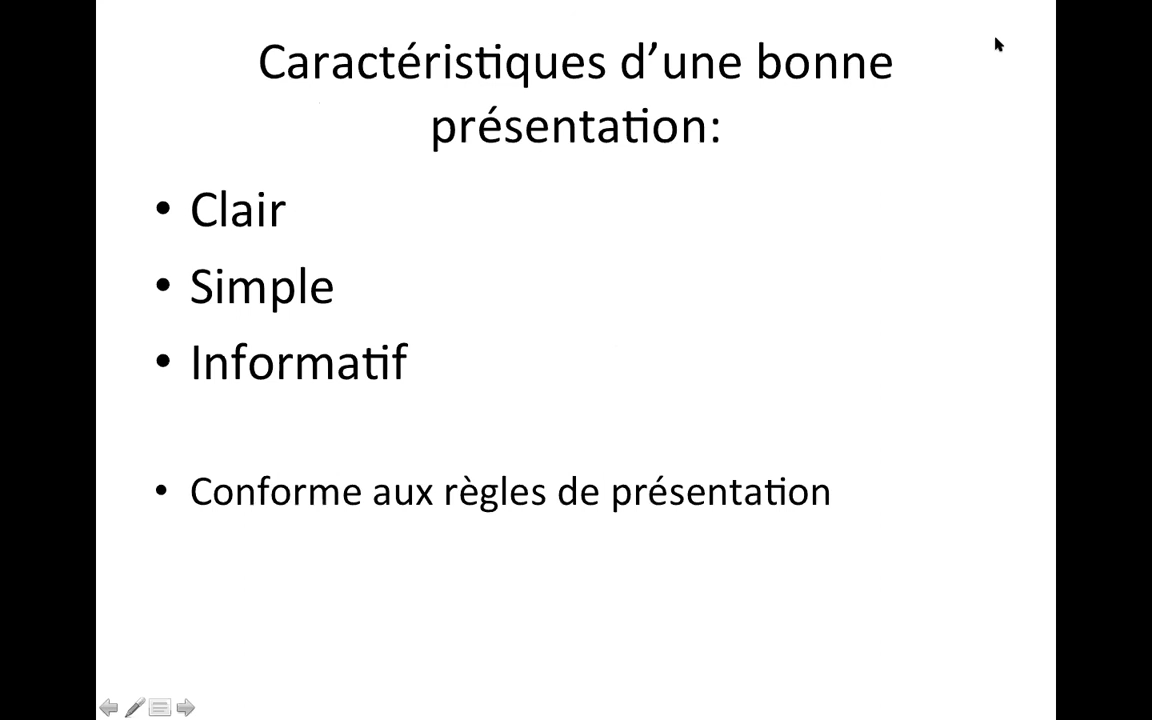 Caractéristiques d’une bonne
présentation:
• Clair
• Simple
• Informatif
• Conforme aux règles de présentation